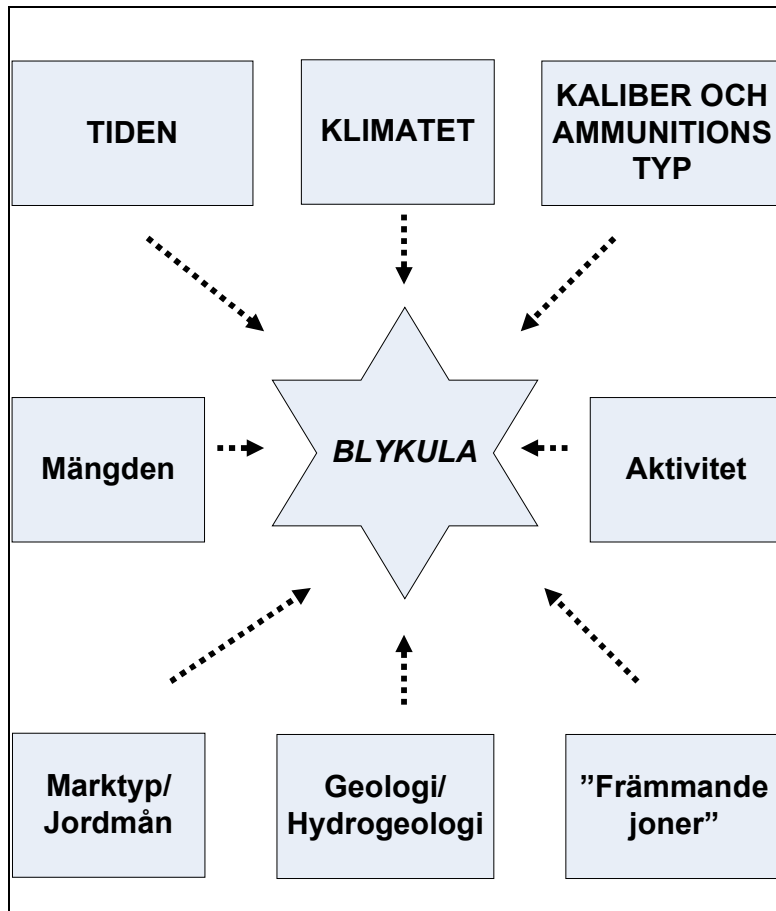 TIDEN
KLIMATET
KALIBER OCH
AMMUNITIONS
TYP
Mängden
BLYKULA
Aktivitet
Marktyp/
Jordmån
Geologi/
Hydrogeologi
”Främmande
joner”